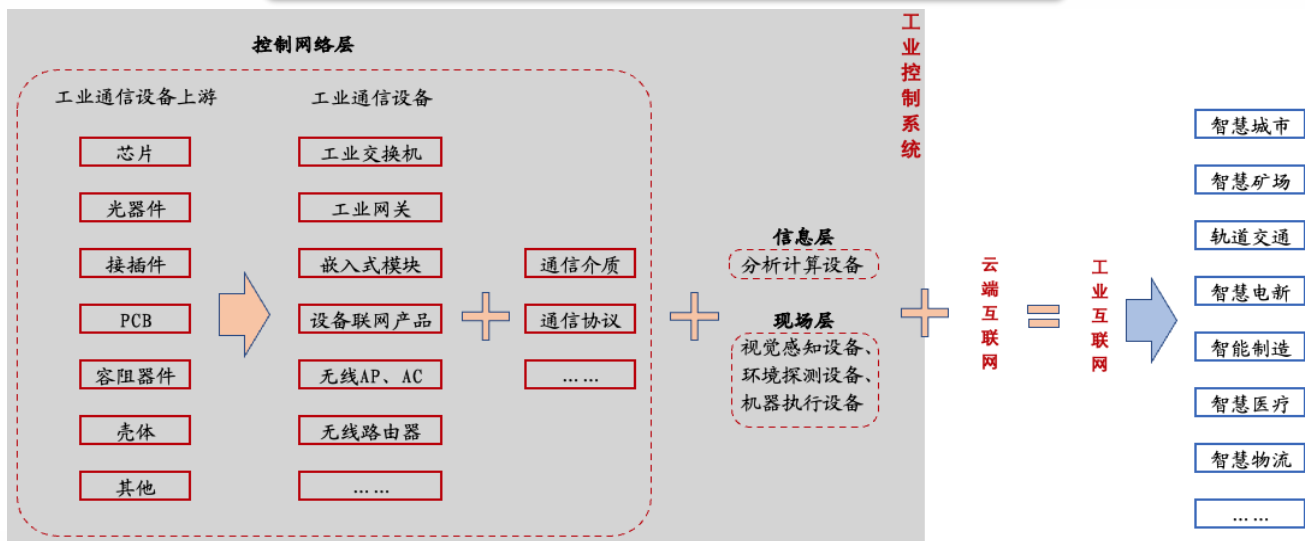 控制网络层
工业通信设备上游
芯片
光器件
接插件
PCB
容阻器件
壳体
其他
工业通信设备
工业交换机
工业网关
嵌入式模块
设备联网产品
无线AP、AC
无线路由器
……
通信介质
通信协议
……
信息层
分析计算设备
现场层
视觉感知设备、
环境探测设备、
机器执行设备
工业控制系统
云端互联网
工业互联网
智慧城市
智慧矿场
轨道交通
智慧电新
智能制造
智慧医疗
智慧物流
……